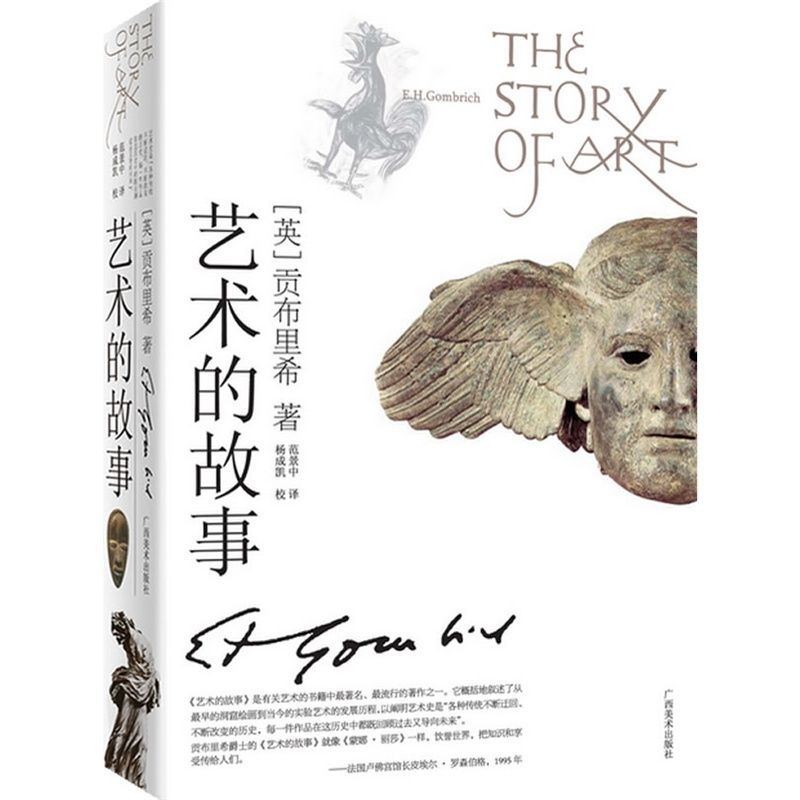 THE
STORY
OF ART
E.H.Gombrich
[英]贡布里希 著
艺术的故事
范景中 译
杨成凯 校
《艺术的故事》是有关艺术的书籍中最著名、最流行的著作之一。它概括地叙述了从
最早的洞窟绘画到当今的实验艺术的发展历程,以阐明艺术史是“各种传统不断迂回、
不断改变的历史,每一件作品在这历史中都既回顾过去又导向未来”。
贡布里希爵士的《艺术的故事》就像《蒙娜·丽莎》一样,饮誉世界,把知识和享
受传给人们。
——法国卢佛宫馆长皮埃尔·罗森伯格,1995年
广西美术出版社
THE
STORY
OF ART
范景中 译
杨成凯 校
[英]贡布里希 著
艺术的故事
广西美术出版社